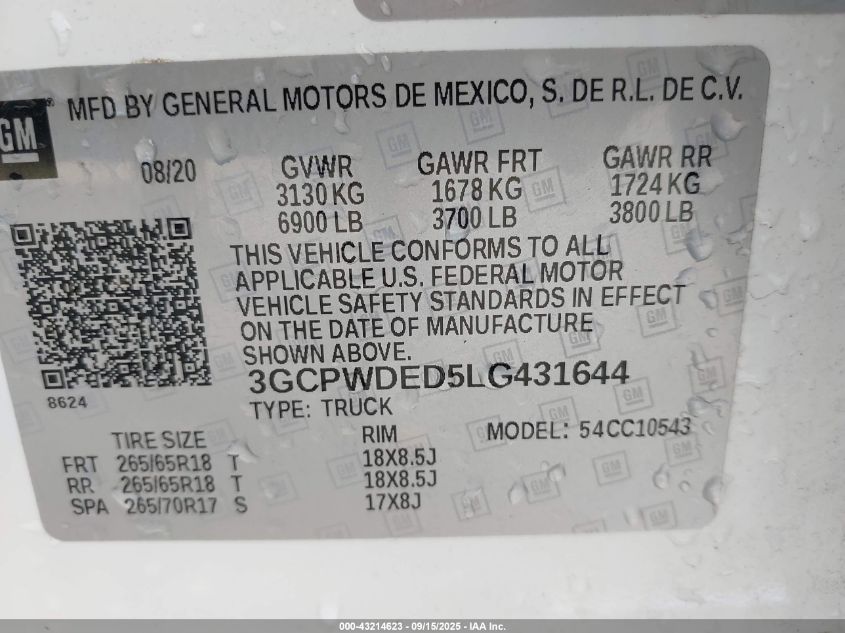 GM
MFD BY GENERAL MOTORS DE MEXICO, S. DE R.L. DE C.V.
08/20 GVWR GAWR FRT GAWR RR
3130 KG 1678 KG 1724 KG
6900 LB 3700 LB 3800 LB
THIS VEHICLE CONFORMS TO ALL
APPLICABLE U.S. FEDERAL MOTOR
VEHICLE SAFETY STANDARDS IN EFFECT
ON THE DATE OF MANUFACTURE
SHOWN ABOVE.
3GCPWDED5LG431644
8624
TYPE: TRUCK
TIRE SIZE RIM MODEL: 54CC10543
FRT 265/65R18 T 18X8.5J
RR 265/65R18 T 18X8.5J
SPA 265/70R17 S 17X8J
000-43214623 - 09/15/2025 - IAA Inc.